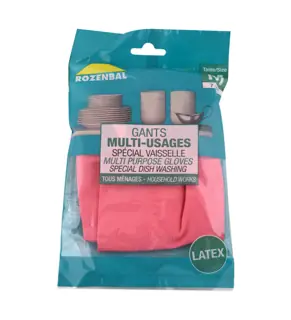 ROZENBAL
Taille/Size
GANTS
MULTI-USAGES
SPÉCIAL VAISSELLE
MULTI PURPOSE GLOVES
SPECIAL DISH WASHING
TOUS MÉNAGES - HOUSEHOLD WORKS
LATEX